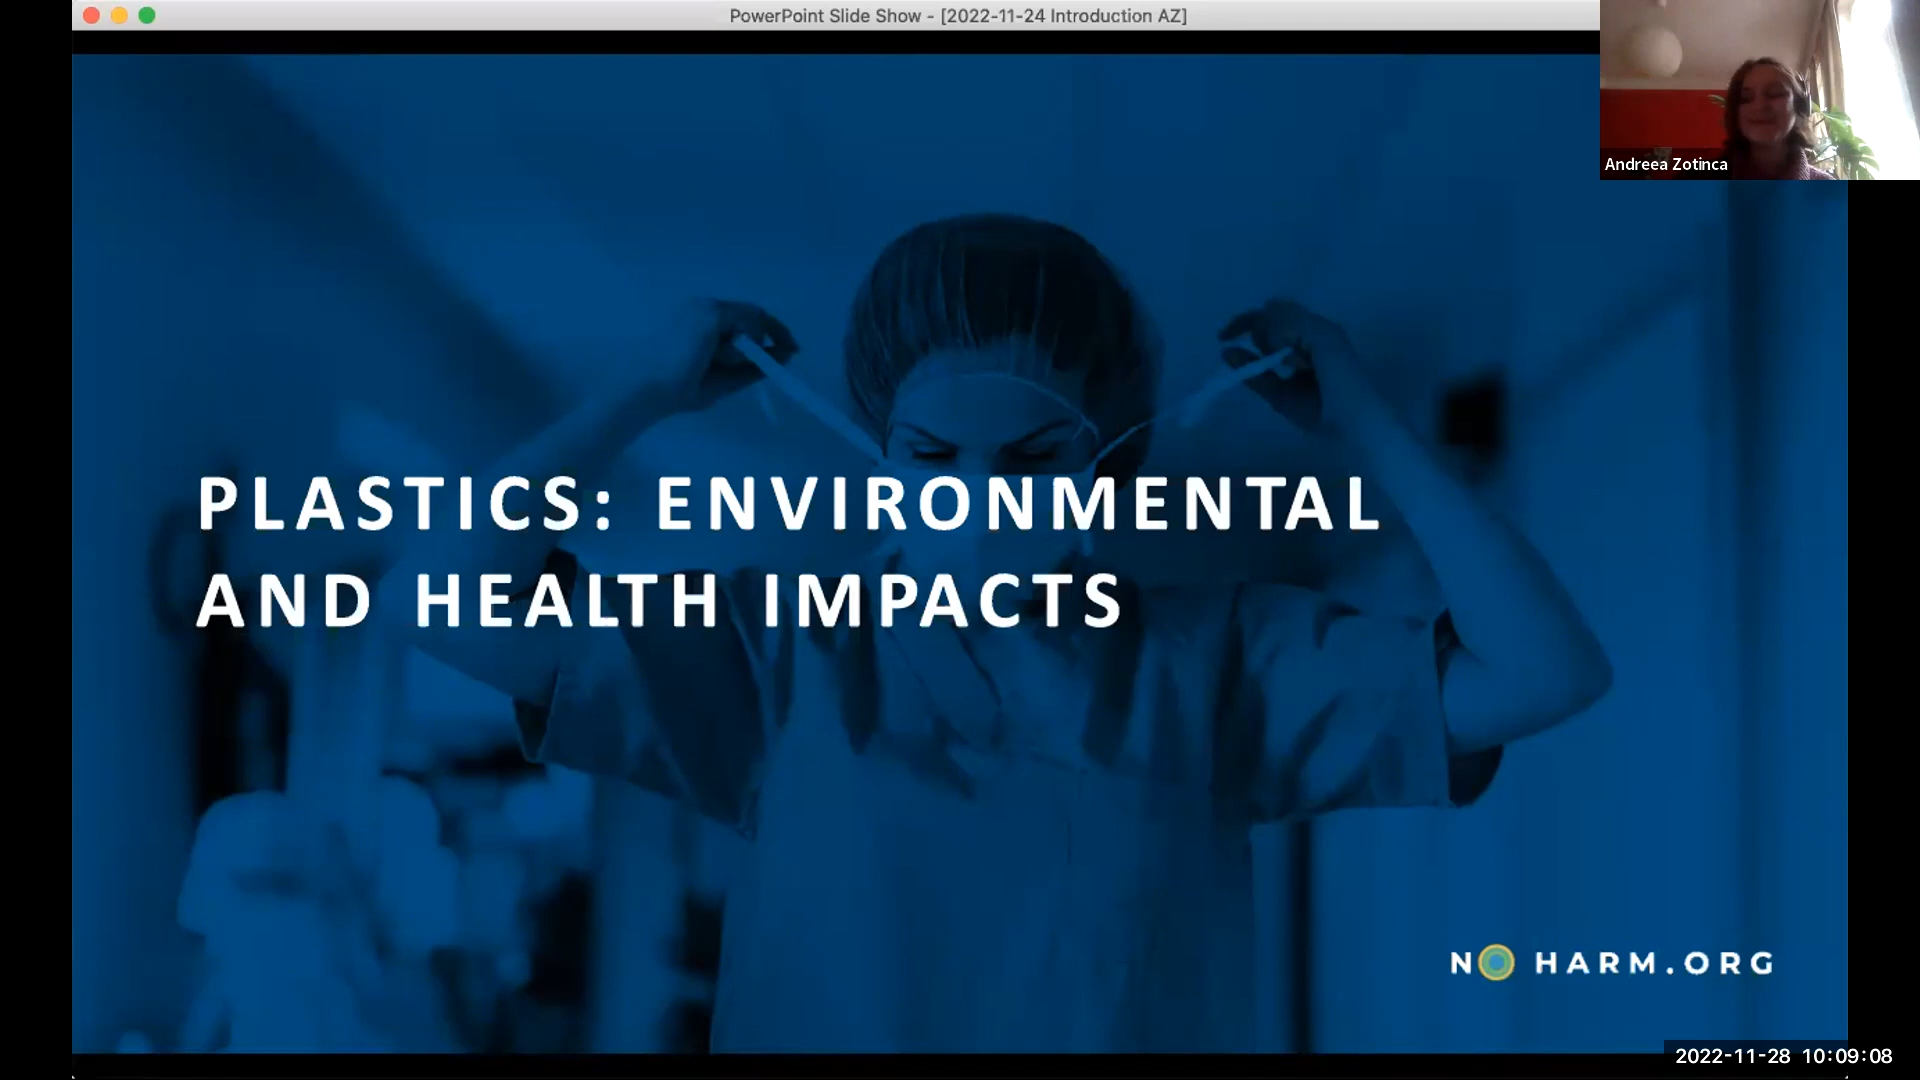 PowerPoint Slide Show - [2022-11-24 Introduction AZ]
Andreea Zotinca
PLASTICS: ENVIRONMENTAL
AND HEALTH IMPACTS
NO HARM.ORG
2022-11-28 10:09:08